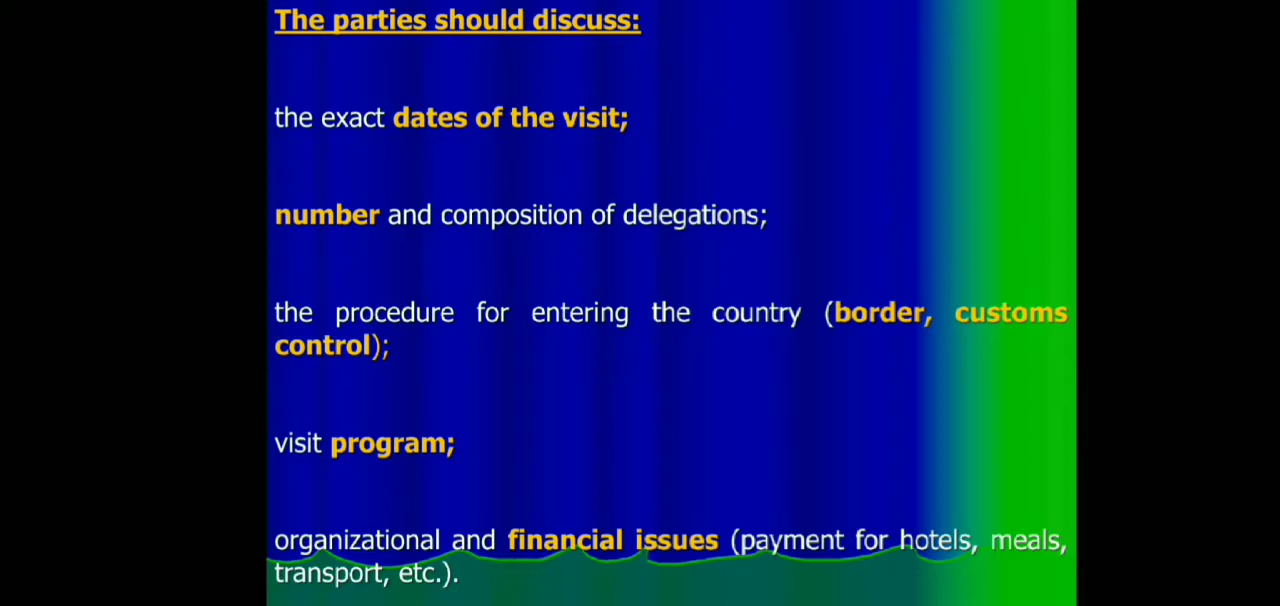 The parties should discuss:
the exact dates of the visit;
number and composition of delegations;
the procedure for entering the country (border, customs
control);
visit program;
organizational and financial issues (payment for hotels, meals,
transport, etc.).